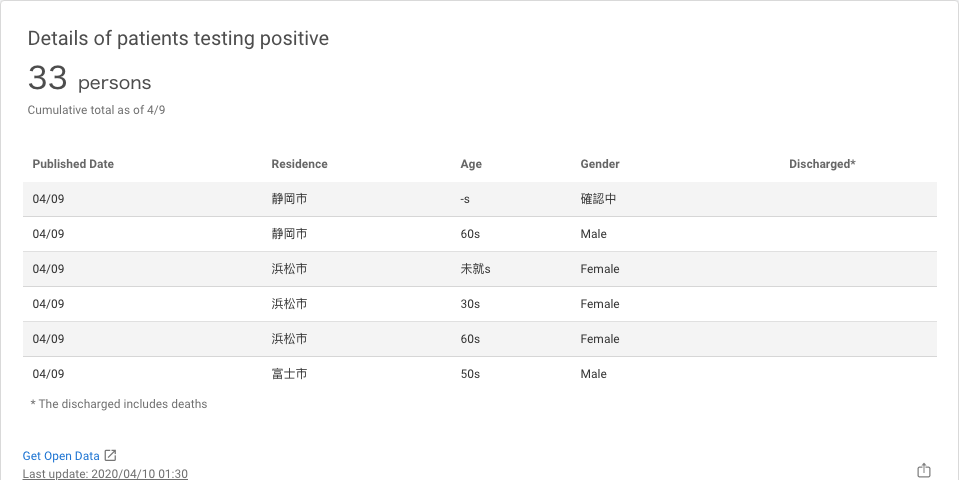 Details of patients testing positive
33 persons
Cumulative total as of 4/9
Published Date Residence Age Gender Discharged*
04/09 静岡市 -s 確認中
04/09 静岡市 60s Male
04/09 浜松市 未就s Female
04/09 浜松市 30s Female
04/09 浜松市 60s Female
04/09 富士市 50s Male
* The discharged includes deaths
Get Open Data
Last update: 2020/04/10 01:30